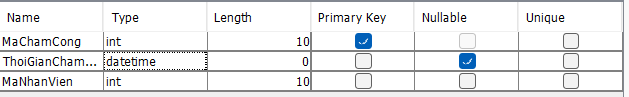 Name Type Length Primary Key Nullable Unique
MaChamCong int 10
ThoiGianCham... datetime 0
MaNhanVien int 10